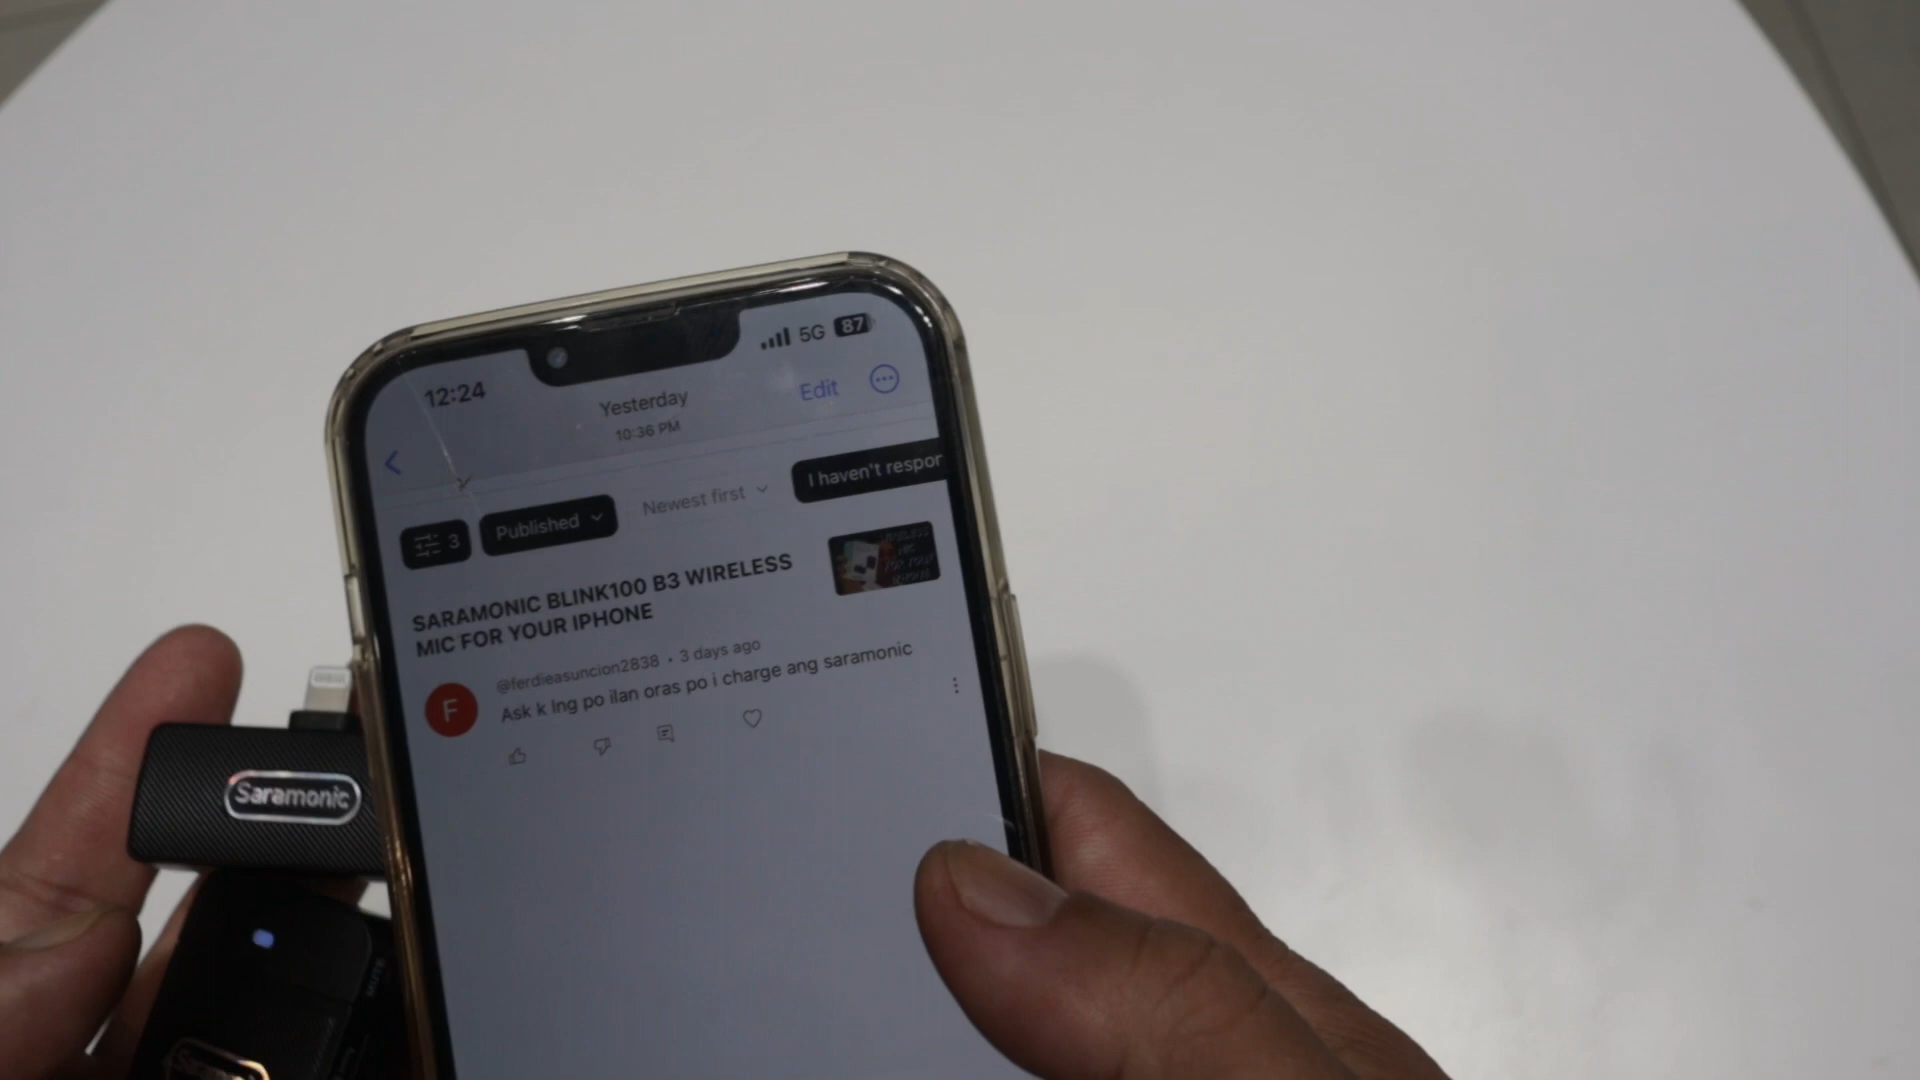 12:24
5G 87
Yesterday
10:36 PM
Edit
3
Published
Newest first
I haven't respon
SARAMONIC BLINK100 B3 WIRELESS
MIC FOR YOUR IPHONE
@ferdieasuncion2838 • 3 days ago
Ask k lng po ilan oras po i charge ang saramonic
F
Saramonic